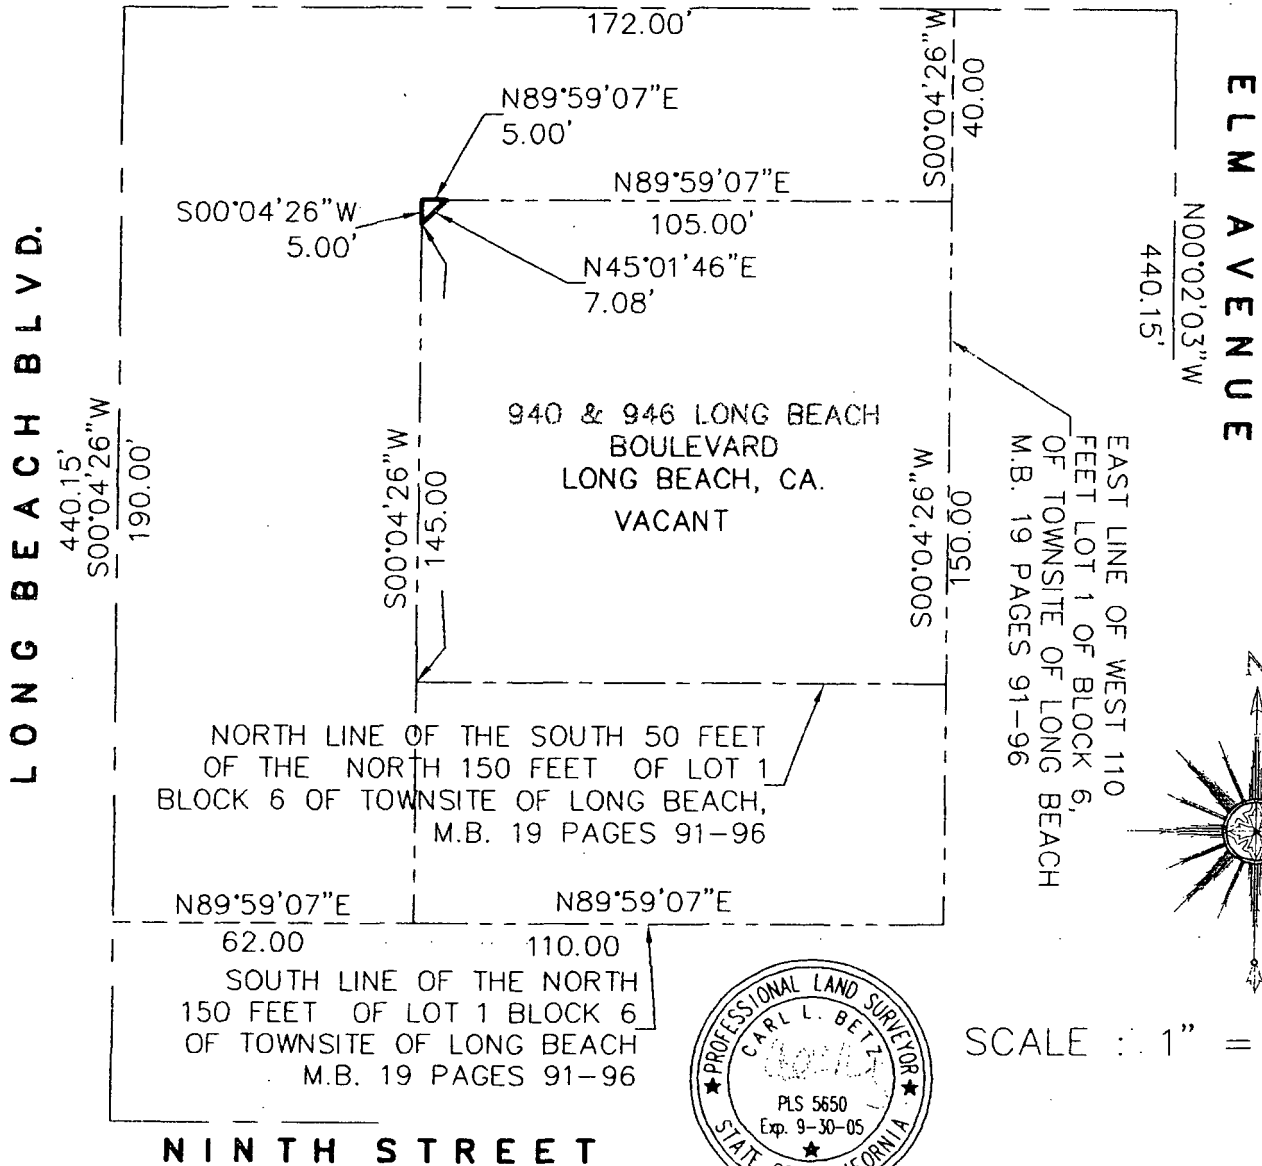 172.00'
S00°04'26"W
40.00
N89°59'07"E
5.00'
ELM AVENUE
N89°59'07"E
105.00'
S00°04'26"W
5.00'
N45°01'46"E
7.08'
N00°02'03"W
440.15'
LONG BEACH BLVD.
440.15'
S00°04'26"W
190.00'
S00°04'26"W
145.00
940 & 946 LONG BEACH
BOULEVARD
LONG BEACH, CA.
VACANT
S00°04'26"W
150.00
EAST LINE OF WEST 110
FEET LOT 1 OF BLOCK 6,
OF TOWNSITE OF LONG BEACH
M.B. 19 PAGES 91-96
N
NORTH LINE OF THE SOUTH 50 FEET
OF THE NORTH 150 FEET OF LOT 1
BLOCK 6 OF TOWNSITE OF LONG BEACH,
M.B. 19 PAGES 91-96
N89°59'07"E
62.00
N89°59'07"E
110.00
SOUTH LINE OF THE NORTH
150 FEET OF LOT 1 BLOCK 6
OF TOWNSITE OF LONG BEACH
M.B. 19 PAGES 91-96
PROFESSIONAL LAND SURVEYOR
CARL L. BETZ
PLS 5650
Exp. 9-30-05
STATE
SCALE : 1" =
NINTH STREET